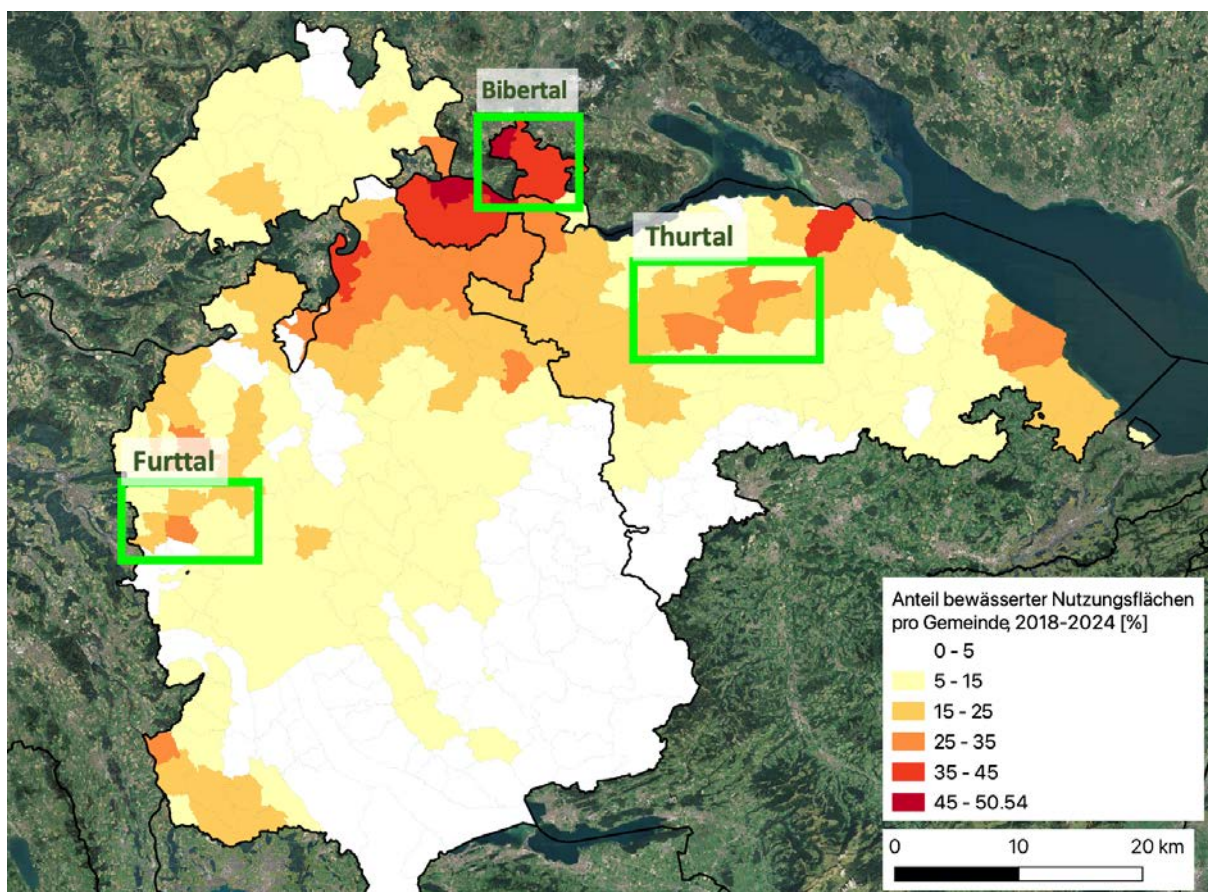 Bibertal
Thurtal
Furttal
Anteil bewässerter Nutzungsflächen
pro Gemeinde, 2018-2024 [%]
0 - 5
5 - 15
15 - 25
25 - 35
35 - 45
45 - 50.54
0 10 20 km